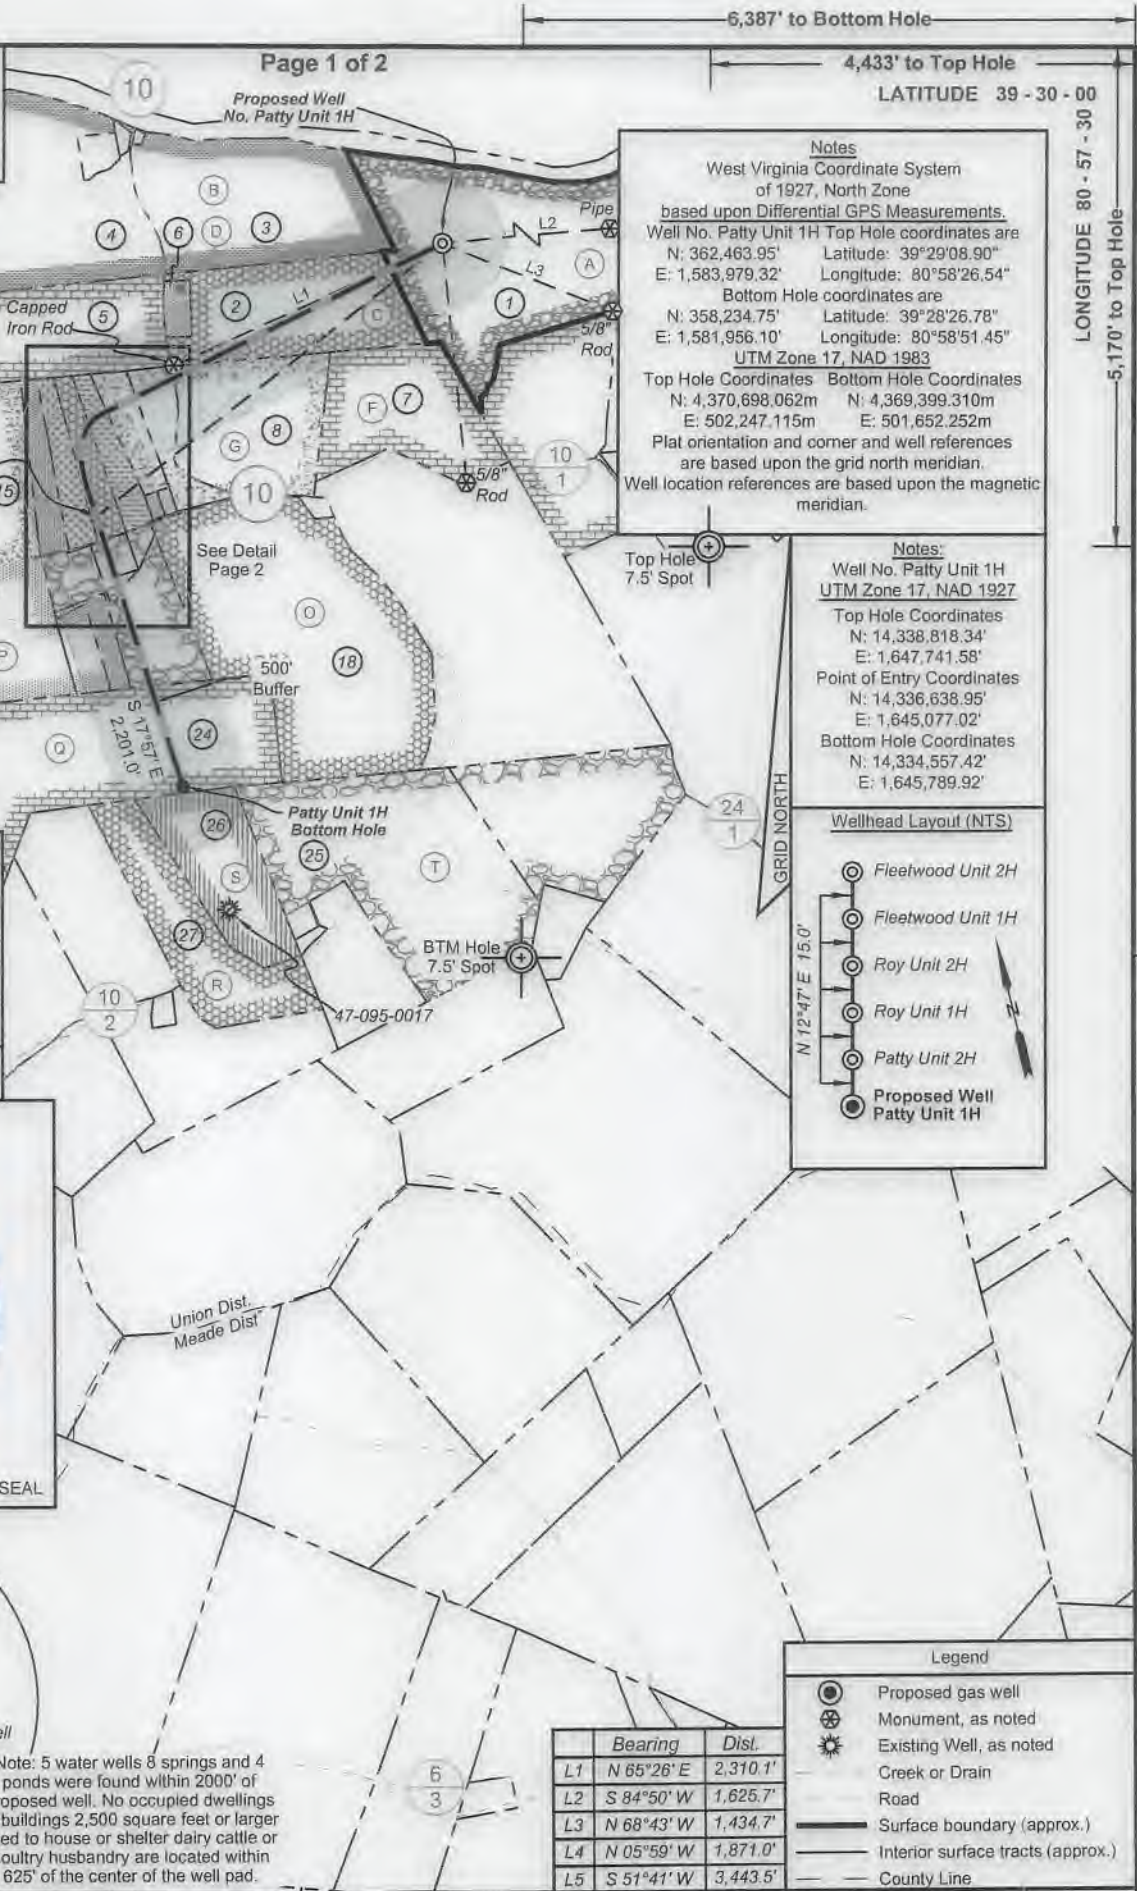 6,387' to Bottom Hole
Page 1 of 2
4,433' to Top Hole
LATITUDE 39 - 30 - 00
LONGITUDE 80 - 57 - 30
5,170' to Top Hole
10
Proposed Well
No. Patty Unit 1H
B
D
4
6
3
Pipe
L2
L3
A
1
5/8"
Rod
Capped
Iron Rod
5
2
L1
C
F
7
G
8
10
10
1
5/8"
Rod
15
See Detail
Page 2
O
18
P
500'
Buffer
S 17°57' E
2,201.0'
24
Q
Patty Unit 1H
Bottom Hole
26
25
S
T
27
R
47-095-0017
10
2
Top Hole
7.5' Spot
BTM Hole
7.5' Spot
24
1
GRID NORTH
Notes
West Virginia Coordinate System
of 1927, North Zone
based upon Differential GPS Measurements.
Well No. Patty Unit 1H Top Hole coordinates are
N: 362,463.95' Latitude: 39°29'08.90"
E: 1,583,979.32' Longitude: 80°58'26.54"
Bottom Hole coordinates are
N: 358,234.75' Latitude: 39°28'26.78"
E: 1,581,956.10' Longitude: 80°58'51.45"
UTM Zone 17, NAD 1983
Top Hole Coordinates Bottom Hole Coordinates
N: 4,370,698.062m N: 4,369,399.310m
E: 502,247.115m E: 501,652.252m
Plat orientation and corner and well references
are based upon the grid north meridian.
Well location references are based upon the magnetic
meridian.
Notes:
Well No. Patty Unit 1H
UTM Zone 17, NAD 1927
Top Hole Coordinates
N: 14,338,818.34'
E: 1,647,741.58'
Point of Entry Coordinates
N: 14,336,638.95'
E: 1,645,077.02'
Bottom Hole Coordinates
N: 14,334,557.42'
E: 1,645,789.92'
Wellhead Layout (NTS)
Fleetwood Unit 2H
Fleetwood Unit 1H
Roy Unit 2H
Roy Unit 1H
Patty Unit 2H
Proposed Well
Patty Unit 1H
N 12°47' E 15.0'
N
Union Dist.
Meade Dist
SEAL
ell
Note: 5 water wells 8 springs and 4
ponds were found within 2000' of
oposed well. No occupied dwellings
buildings 2,500 square feet or larger
ed to house or shelter dairy cattle or
oultry husbandry are located within
625' of the center of the well pad.
6
3
Bearing Dist.
L1 N 65°26' E 2,310.1'
L2 S 84°50' W 1,625.7'
L3 N 68°43' W 1,434.7'
L4 N 05°59' W 1,871.0'
L5 S 51°41' W 3,443.5'
Legend
Proposed gas well
Monument, as noted
Existing Well, as noted
Creek or Drain
Road
Surface boundary (approx.)
Interior surface tracts (approx.)
County Line